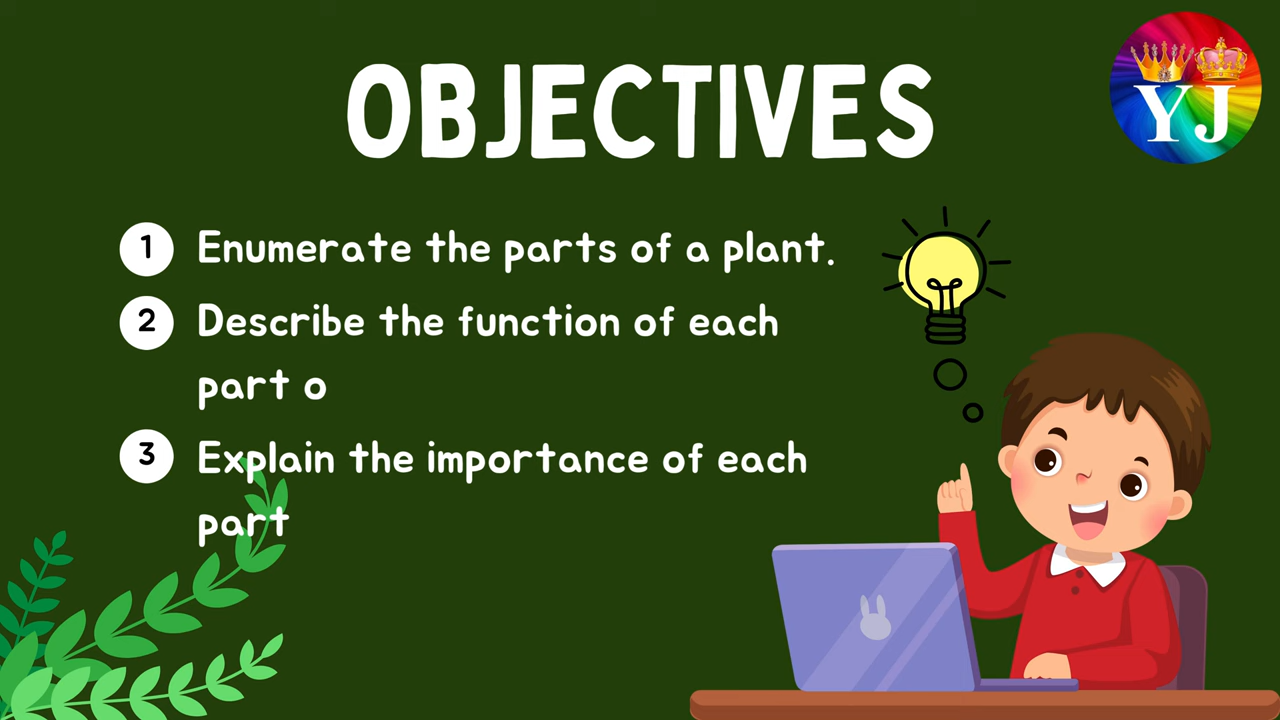 OBJECTIVES
YJ
1 Enumerate the parts of a plant.
2 Describe the function of each
part o
3 Explain the importance of each
part